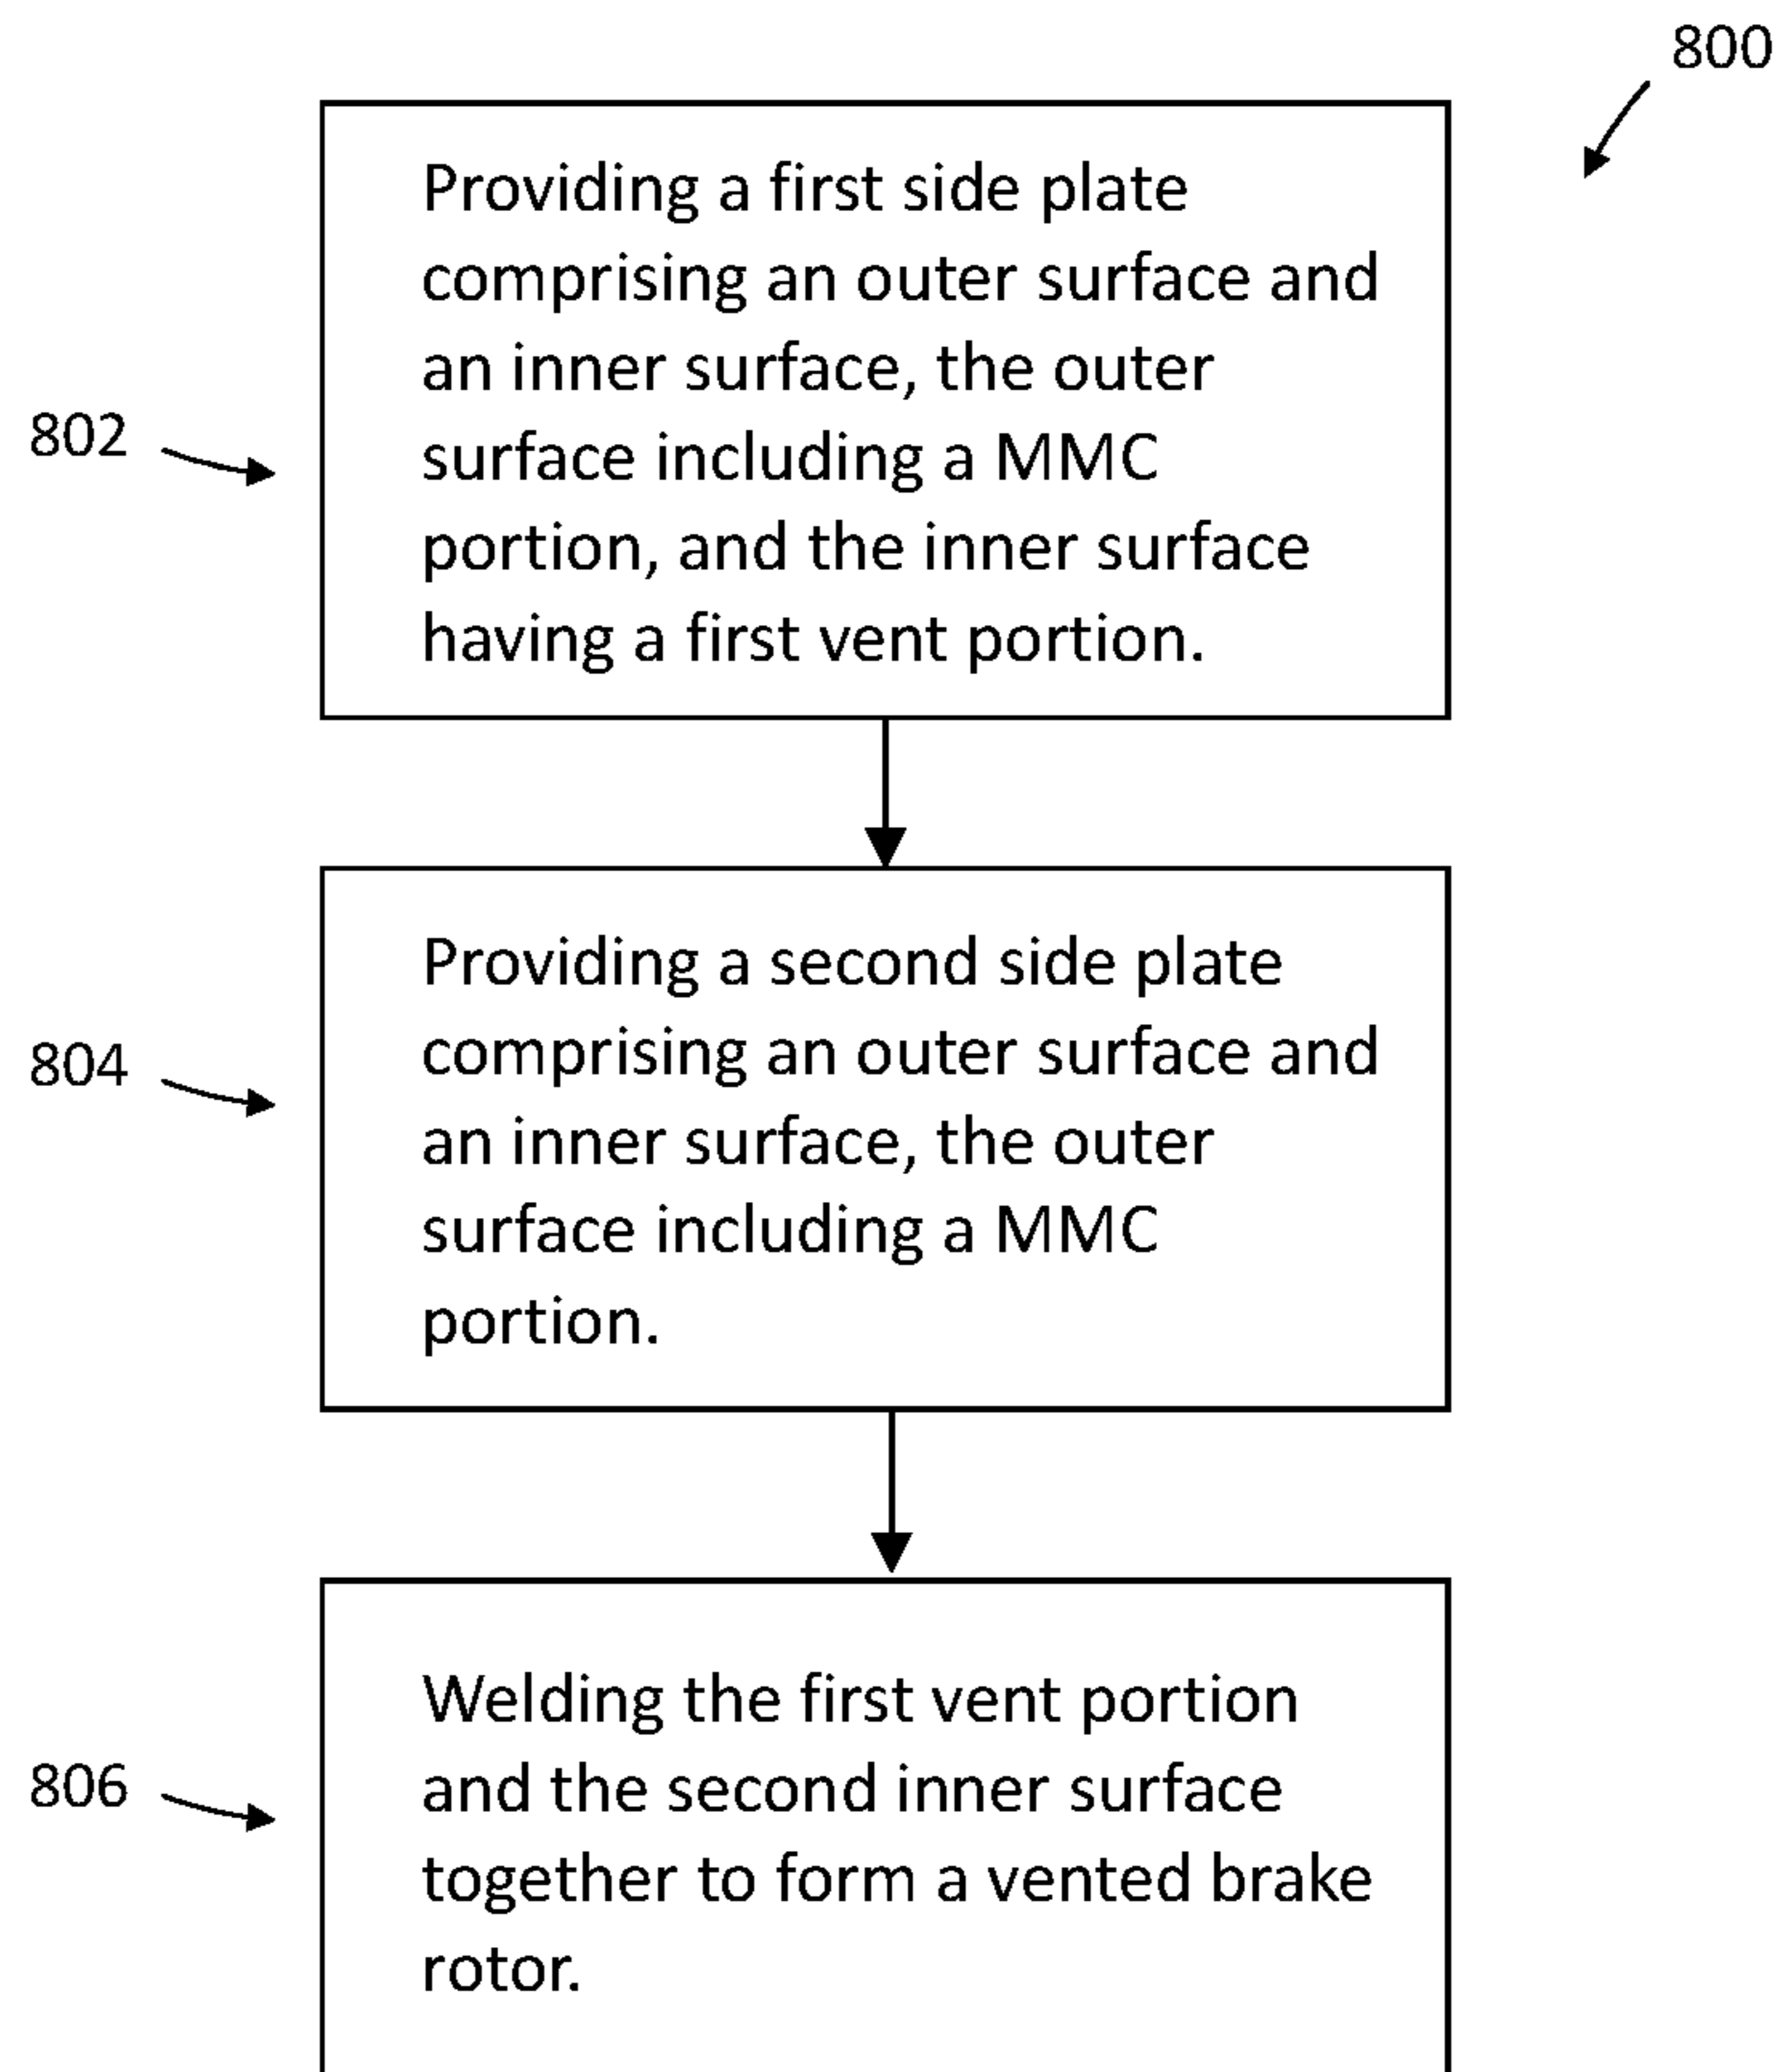 800
Providing a first side plate
comprising an outer surface and
an inner surface, the outer
surface including a MMC
portion, and the inner surface
having a first vent portion.
802
Providing a second side plate
comprising an outer surface and
an inner surface, the outer
surface including a MMC
portion.
804
Welding the first vent portion
and the second inner surface
together to form a vented brake
rotor.
806